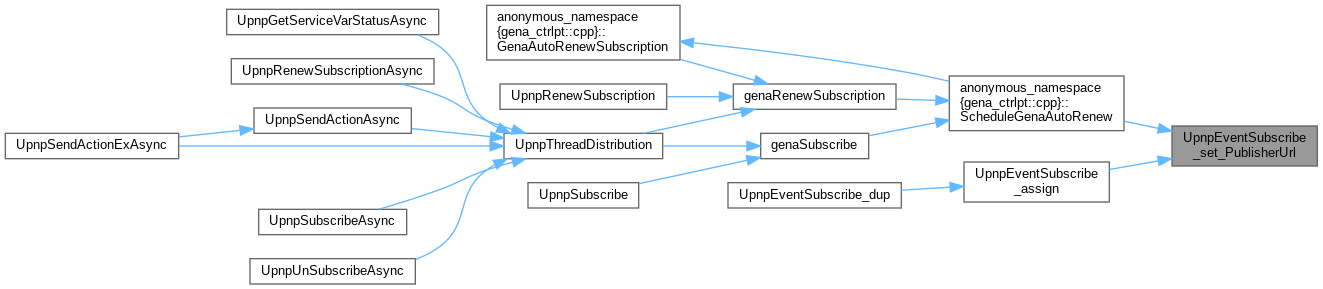 UpnpGetServiceVarStatusAsync
anonymous_namespace
{gena_ctrlpt::cpp}::
GenaAutoRenewSubscription
UpnpRenewSubscriptionAsync
UpnpRenewSubscription
genaRenewSubscription
anonymous_namespace
{gena_ctrlpt::cpp}::
ScheduleGenaAutoRenew
UpnpSendActionAsync
UpnpSendActionExAsync
UpnpThreadDistribution
genaSubscribe
UpnpEventSubscribe
_set_PublisherUrl
UpnpSubscribe
UpnpEventSubscribe_dup
UpnpEventSubscribe
_assign
UpnpSubscribeAsync
UpnpUnSubscribeAsync